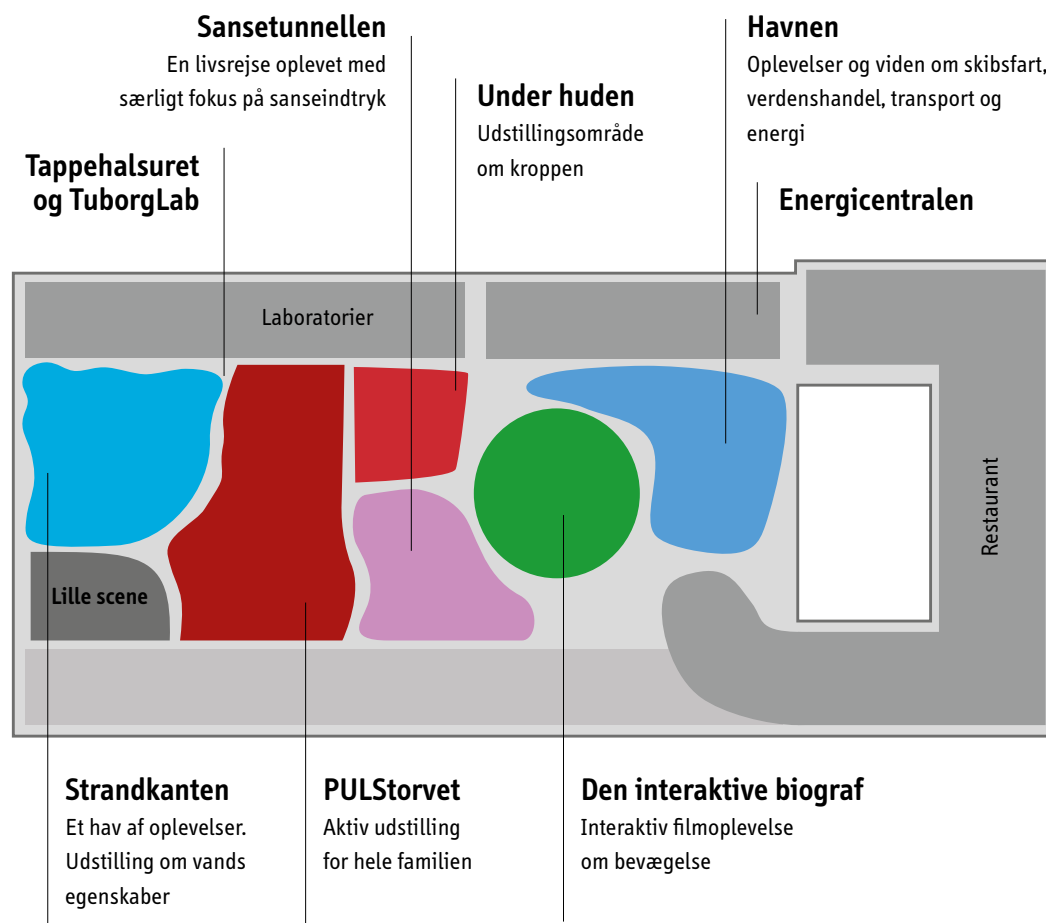 Sansetunnellen
En livsrejse oplevet med
særligt fokus på sanseindtryk
Havnen
Oplevelser og viden om skibsfart,
verdenshandel, transport og
energi
Under huden
Udstillingsområde
om kroppen
Tappehalsuret
og TuborgLab
Energicentralen
Laboratorier
Restaurant
Lille scene
Strandkanten
Et hav af oplevelser.
Udstilling om vands
egenskaber
PULStorvet
Aktiv udstilling
for hele familien
Den interaktive biograf
Interaktiv filmoplevelse
om bevægelse